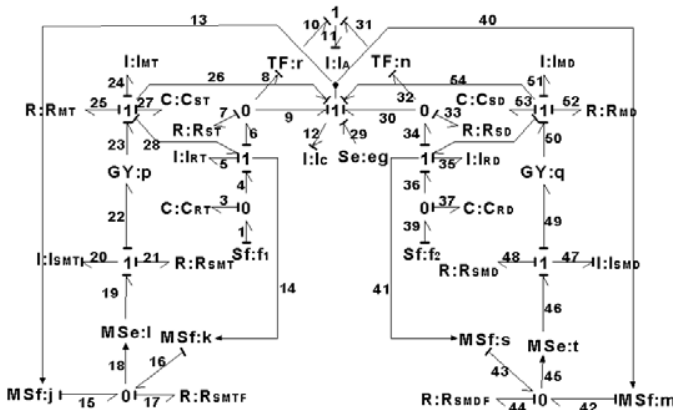 13 10 1 31 40
11
I:IMT TF:r 8 I:IA TF:n I:IMD
24 26 54 51
R:RMT 25 1 27 C:CST 7 0 9 1 30 0 32 33 C:CSD 53 1 52 R:RMD
R:RST 6 12 29 34 R:RSD
23 28 I:IRT 5 1 I:IC Se:eg 1 35 I:IRD 50
GY:p 4 36 GY:q
C:CRT 3 0 0 37 C:CRD
22 1 39 49
Sf:f1 Sf:f2
I:ISMT 20 1 21 R:RSMT R:RSMD 48 1 47 I:ISMD
19 14 41 46
MSe:l MSf:k MSf:s MSe:t
18 16 43 46
MSf:j 15 0 17 R:RSMTF R:RSMDF 44 0 42 MSf:m